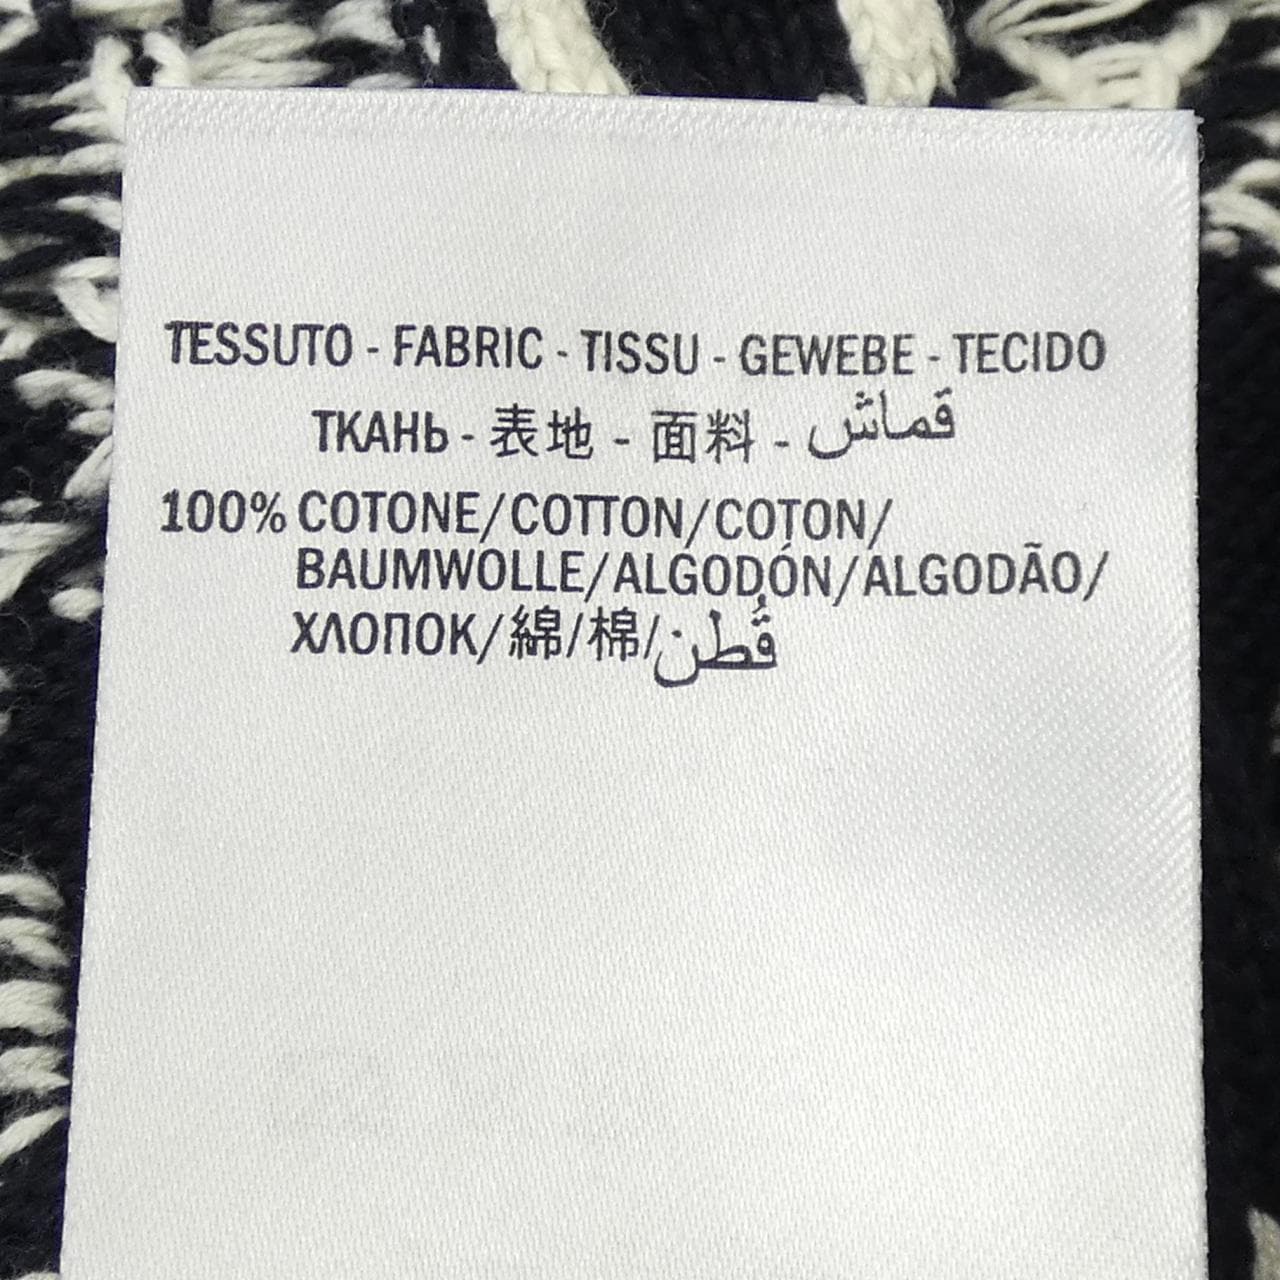 TESSUTO - FABRIC - TISSU - GEWEBE - TECIDO
ТКАНЬ - 表地 - 面料 - قماش
100% COTONE/COTTON/COTON/
BAUMWOLLE/ALGODÓN/ALGODÃO/
ХЛОПОК/綿/棉/قُطن